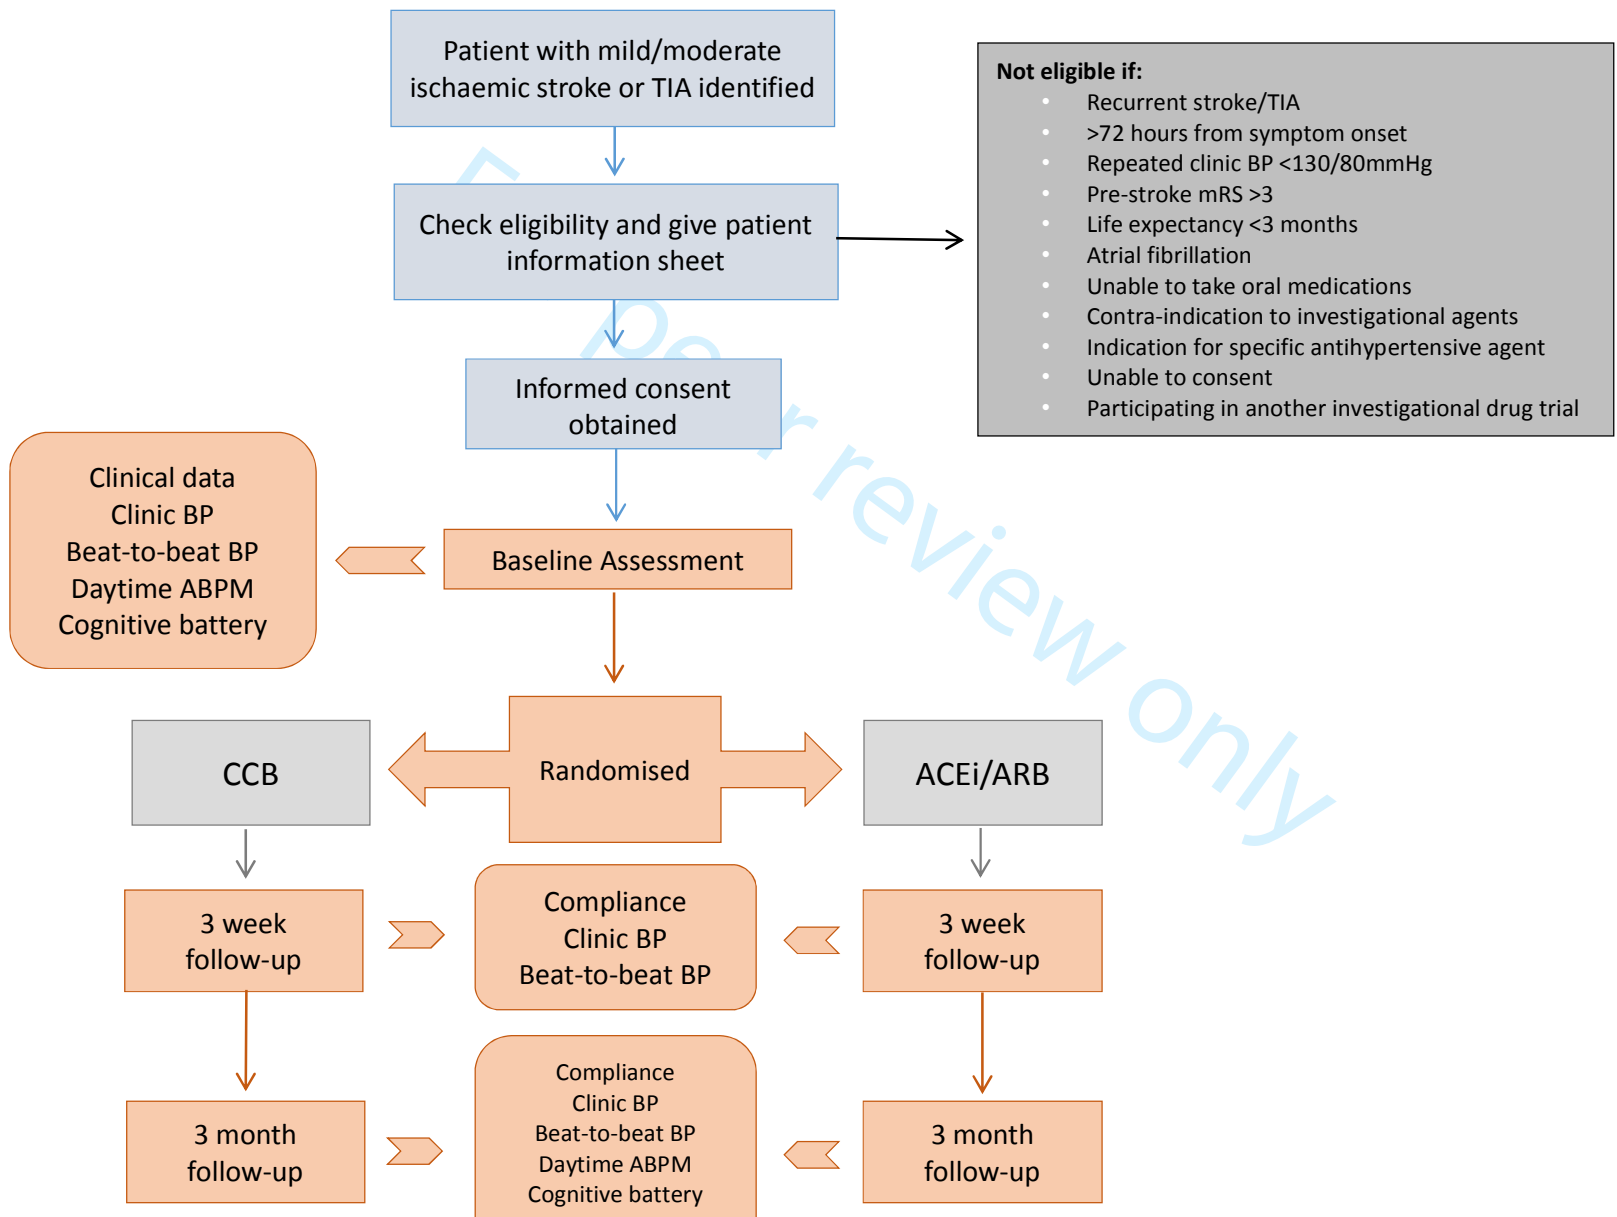 Patient with mild/moderate
ischaemic stroke or TIA identified
Not eligible if:
• Recurrent stroke/TIA
• >72 hours from symptom onset
• Repeated clinic BP <130/80mmHg
• Pre-stroke mRS >3
• Life expectancy <3 months
• Atrial fibrillation
• Unable to take oral medications
• Contra-indication to investigational agents
• Indication for specific antihypertensive agent
• Unable to consent
• Participating in another investigational drug trial
Check eligibility and give patient
information sheet
Informed consent
obtained
Clinical data
Clinic BP
Beat-to-beat BP
Daytime ABPM
Cognitive battery
Baseline Assessment
CCB
Randomised
ACEi/ARB
3 week
follow-up
Compliance
Clinic BP
Beat-to-beat BP
3 week
follow-up
3 month
follow-up
Compliance
Clinic BP
Beat-to-beat BP
Daytime ABPM
Cognitive battery
3 month
follow-up
review only